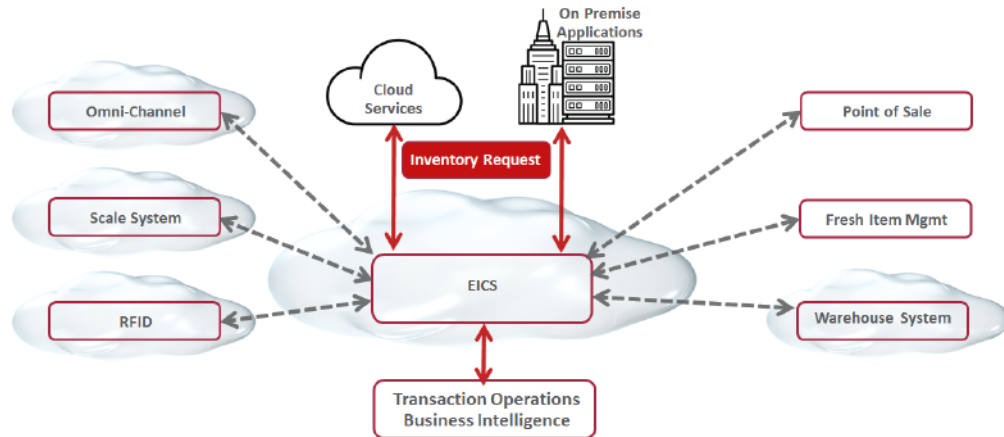 On Premise
Applications
Cloud
Services
Omni-Channel
Point of Sale
Inventory Request
Scale System
Fresh Item Mgmt
EICS
RFID
Warehouse System
Transaction Operations
Business Intelligence